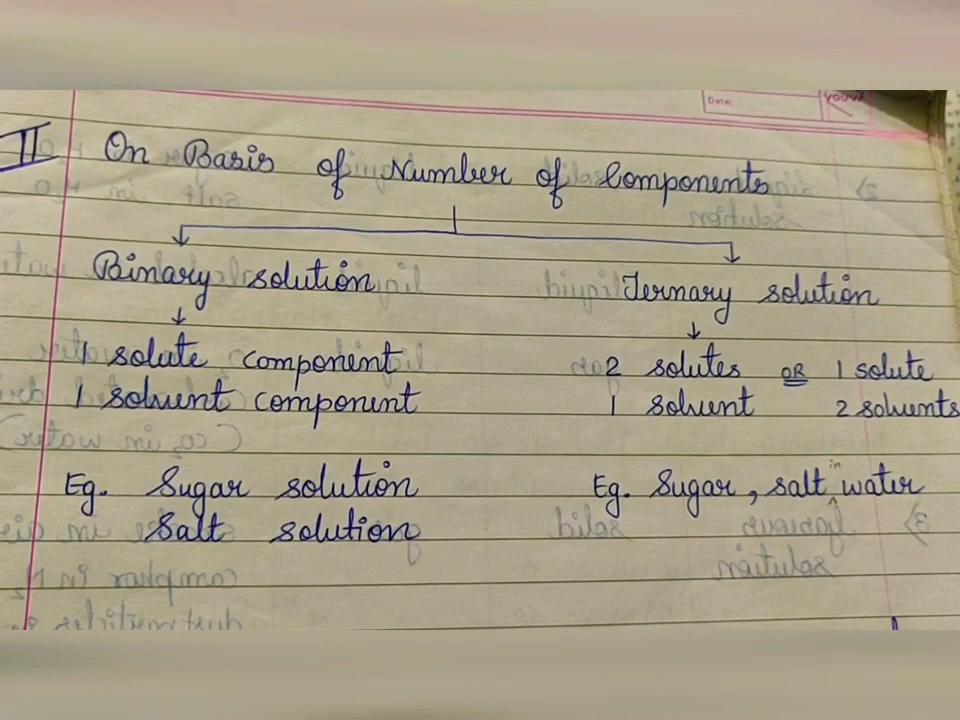 Date:
II On Basis of Number of Components
Binary solution
Ternary solution
1 solute component
1 solvent component
2 solutes OR 1 solute
1 solvent 2 solvents
Eg. Sugar solution
Salt solution
Eg. Sugar, salt in water